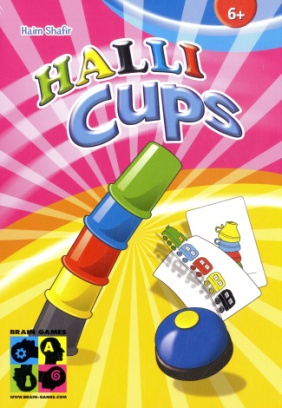 Haim Shafir
6+
HALLI
Cups
BRAIN GAMES
WWW.BRAIN-GAMES.COM